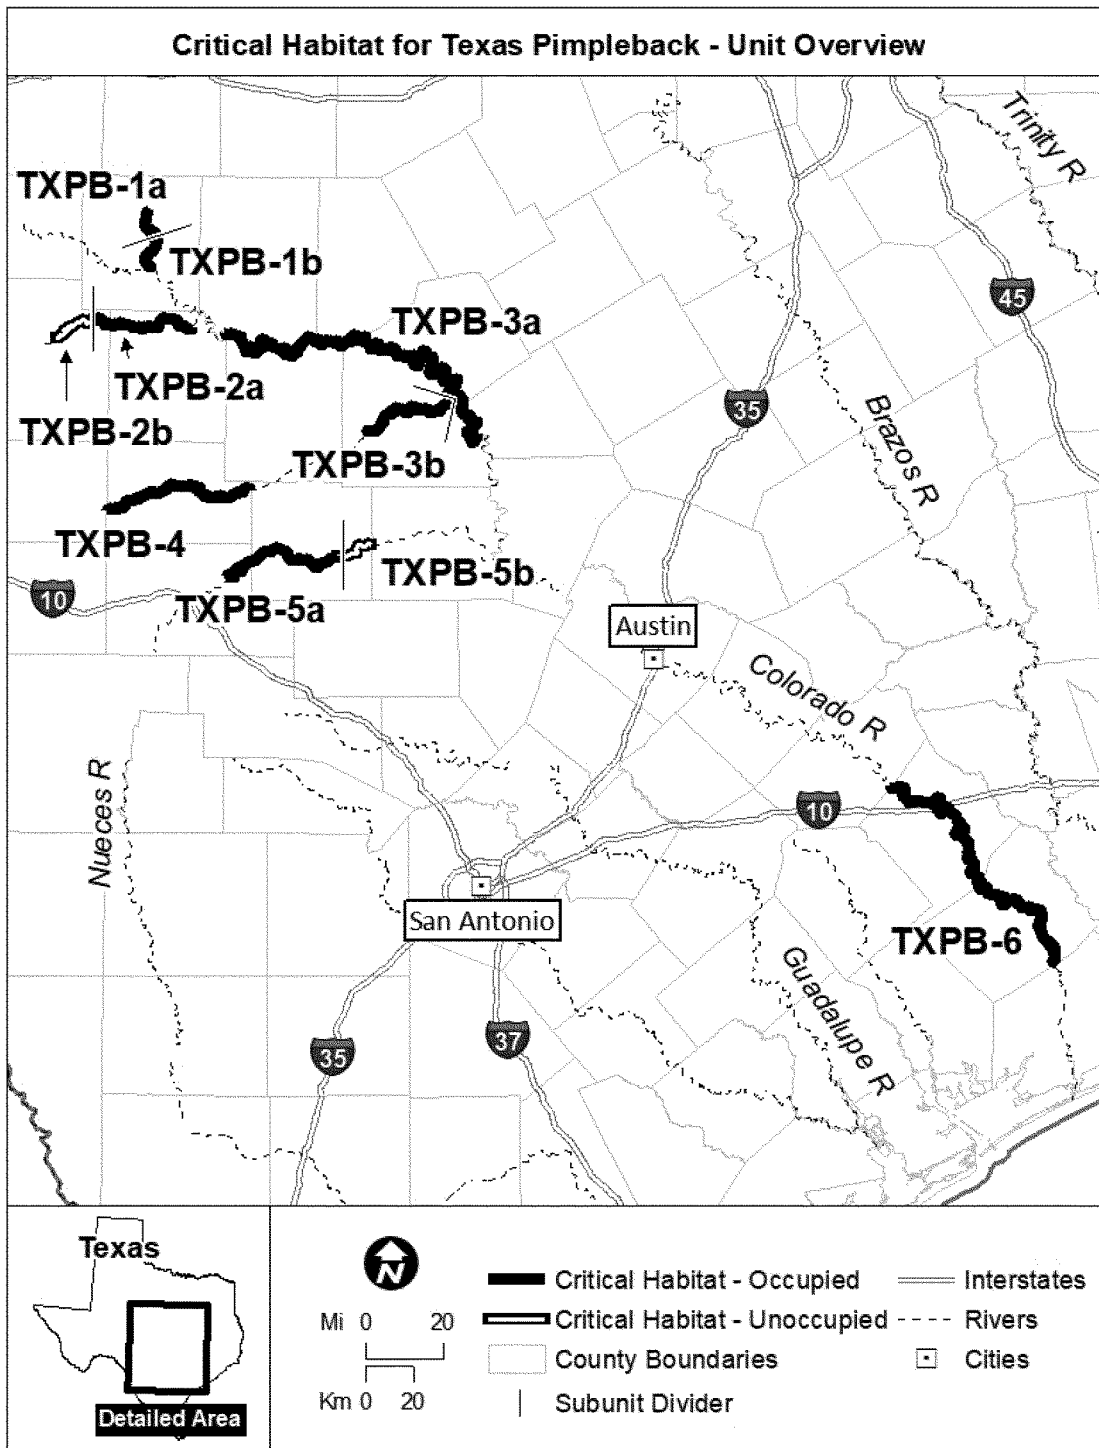 Critical Habitat for Texas Pimpleback - Unit Overview
Trinity R
TXPB-1a
TXPB-1b
45
TXPB-3a
TXPB-2a
35
Brazos R
TXPB-2b
TXPB-3b
TXPB-4
TXPB-5b
10
TXPB-5a
Austin
Colorado R
Nueces R
10
San Antonio
TXPB-6
Guadalupe R
35
37
Texas
Detailed Area
N
Mi 0 20
Km 0 20
Critical Habitat - Occupied
Critical Habitat - Unoccupied
County Boundaries
Subunit Divider
Interstates
Rivers
Cities